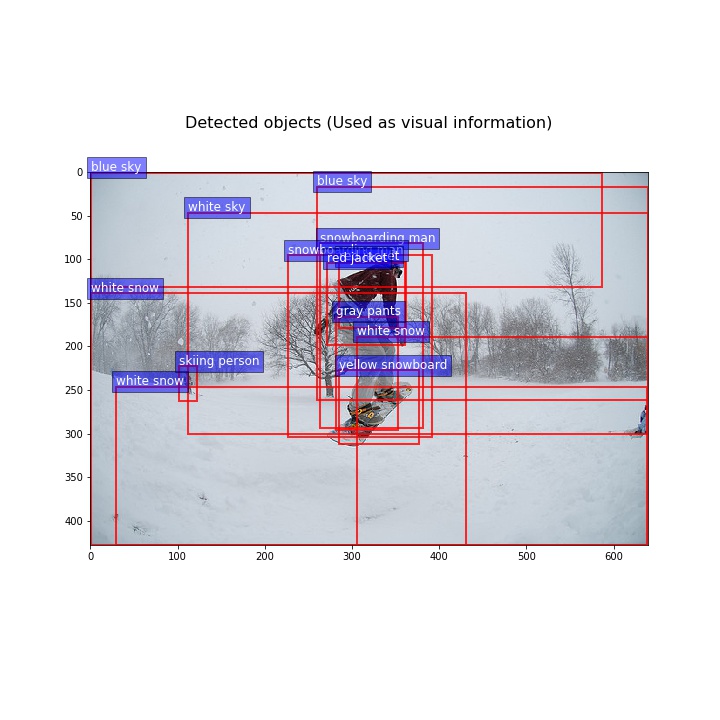 Detected objects (Used as visual information)
blue sky
blue sky
white sky
snowboarding man
snowboarding man
red jacket
white snow
gray pants
white snow
skiing person
yellow snowboard
white snow
0
50
100
150
200
250
300
350
400
0 100 200 300 400 500 600